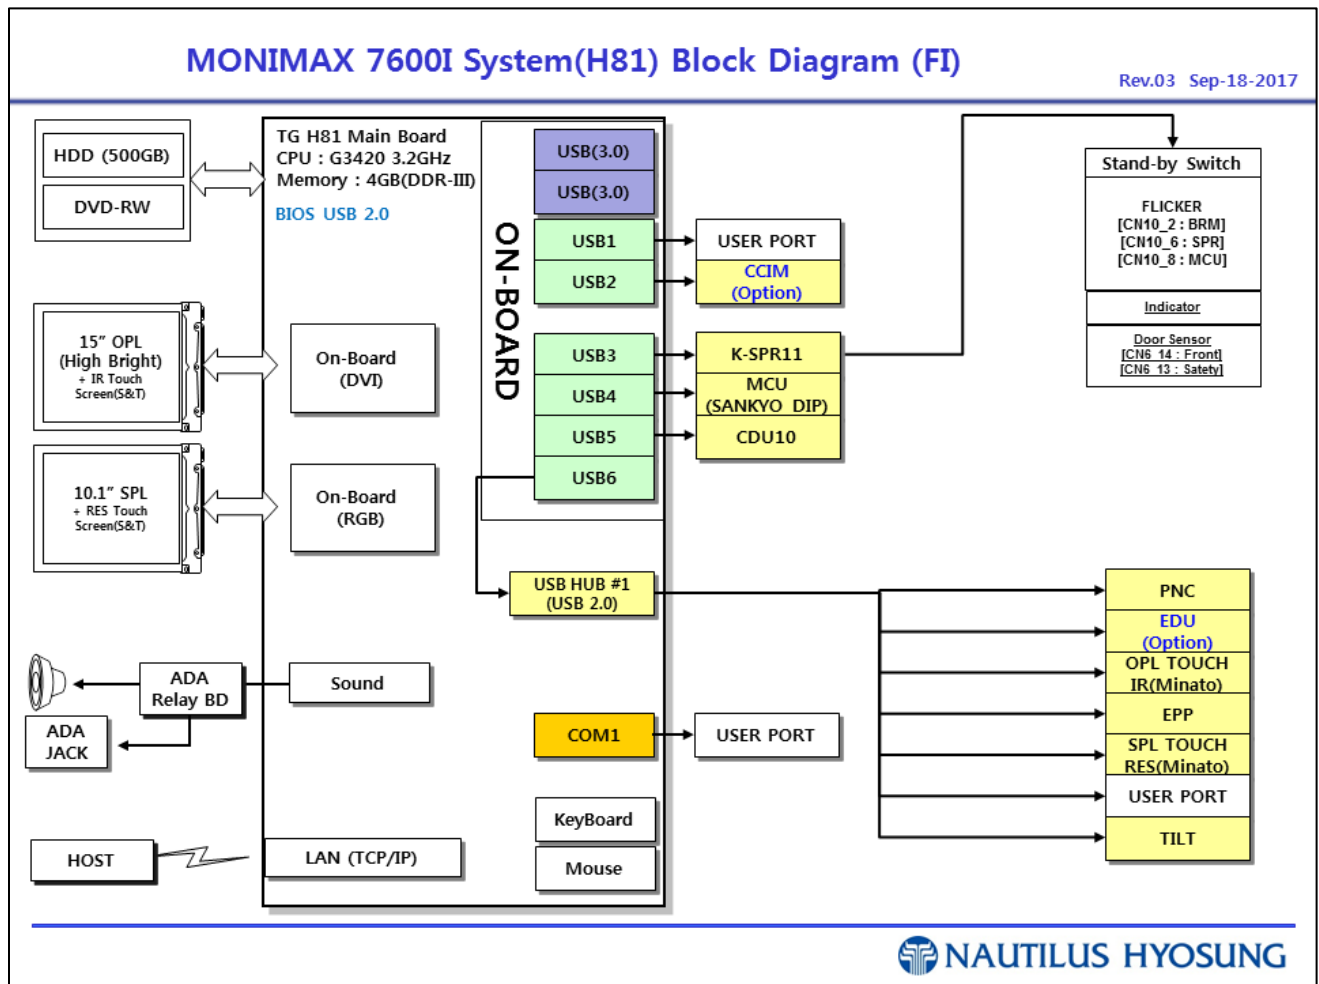 MONIMAX 7600I System(H81) Block Diagram (FI)
Rev.03 Sep-18-2017
HDD (500GB)
DVD-RW
TG H81 Main Board
CPU : G3420 3.2GHz
Memory : 4GB(DDR-III)
BIOS USB 2.0
ON-BOARD
USB(3.0)
USB(3.0)
USB1
USB2
USER PORT
CCIM
(Option)
USB3
USB4
USB5
USB6
K-SPR11
MCU
(SANKYO DIP)
CDU10
Stand-by Switch
FLICKER
[CN10_2 : BRM]
[CN10_6 : SPR]
[CN10_8 : MCU]
Indicator
Door Sensor
[CN6_14 : Front]
[CN6_13 : Satety]
15” OPL
(High Bright)
+ IR Touch
Screen(S&T)
On-Board
(DVI)
10.1” SPL
+ RES Touch
Screen(S&T)
On-Board
(RGB)
USB HUB #1
(USB 2.0)
PNC
EDU
(Option)
OPL TOUCH
IR(Minato)
EPP
SPL TOUCH
RES(Minato)
USER PORT
TILT
ADA
Relay BD
Sound
ADA
JACK
COM1
USER PORT
KeyBoard
Mouse
HOST
LAN (TCP/IP)
NAUTILUS HYOSUNG